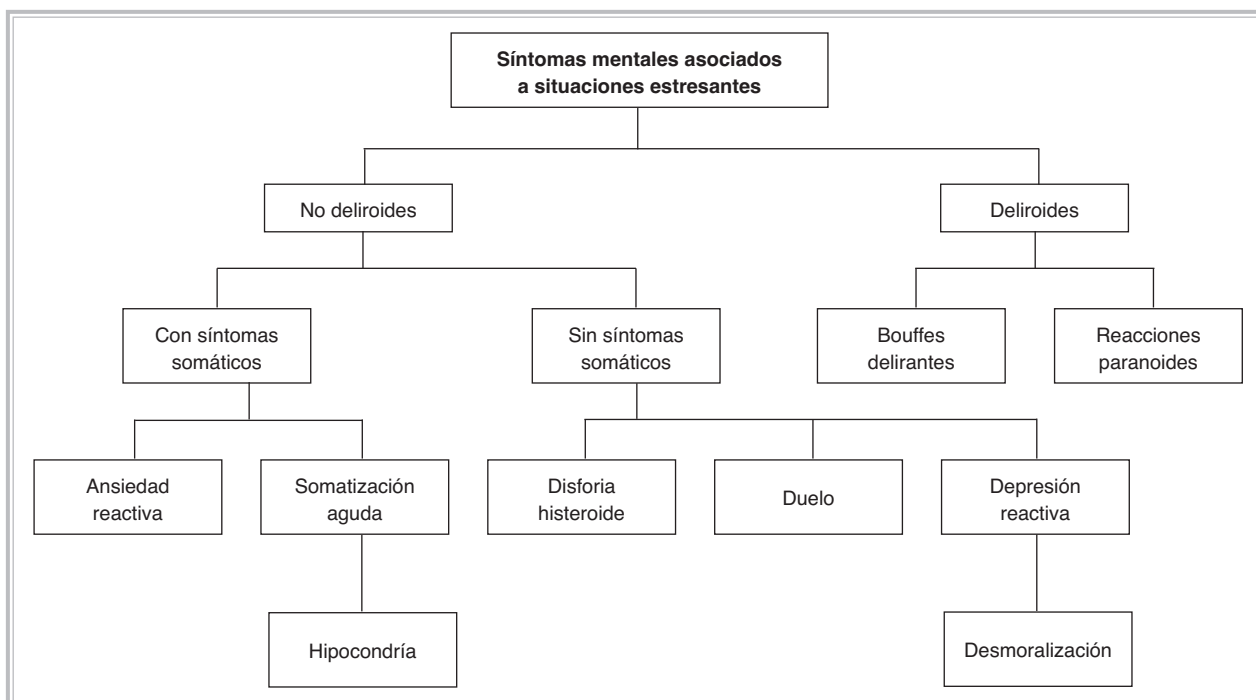 Síntomas mentales asociados
a situaciones estresantes
No deliroides
Deliroides
Con síntomas
somáticos
Sin síntomas
somáticos
Bouffes
delirantes
Reacciones
paranoides
Ansiedad
reactiva
Somatización
aguda
Disforia
histeroide
Duelo
Depresión
reactiva
Hipocondría
Desmoralización